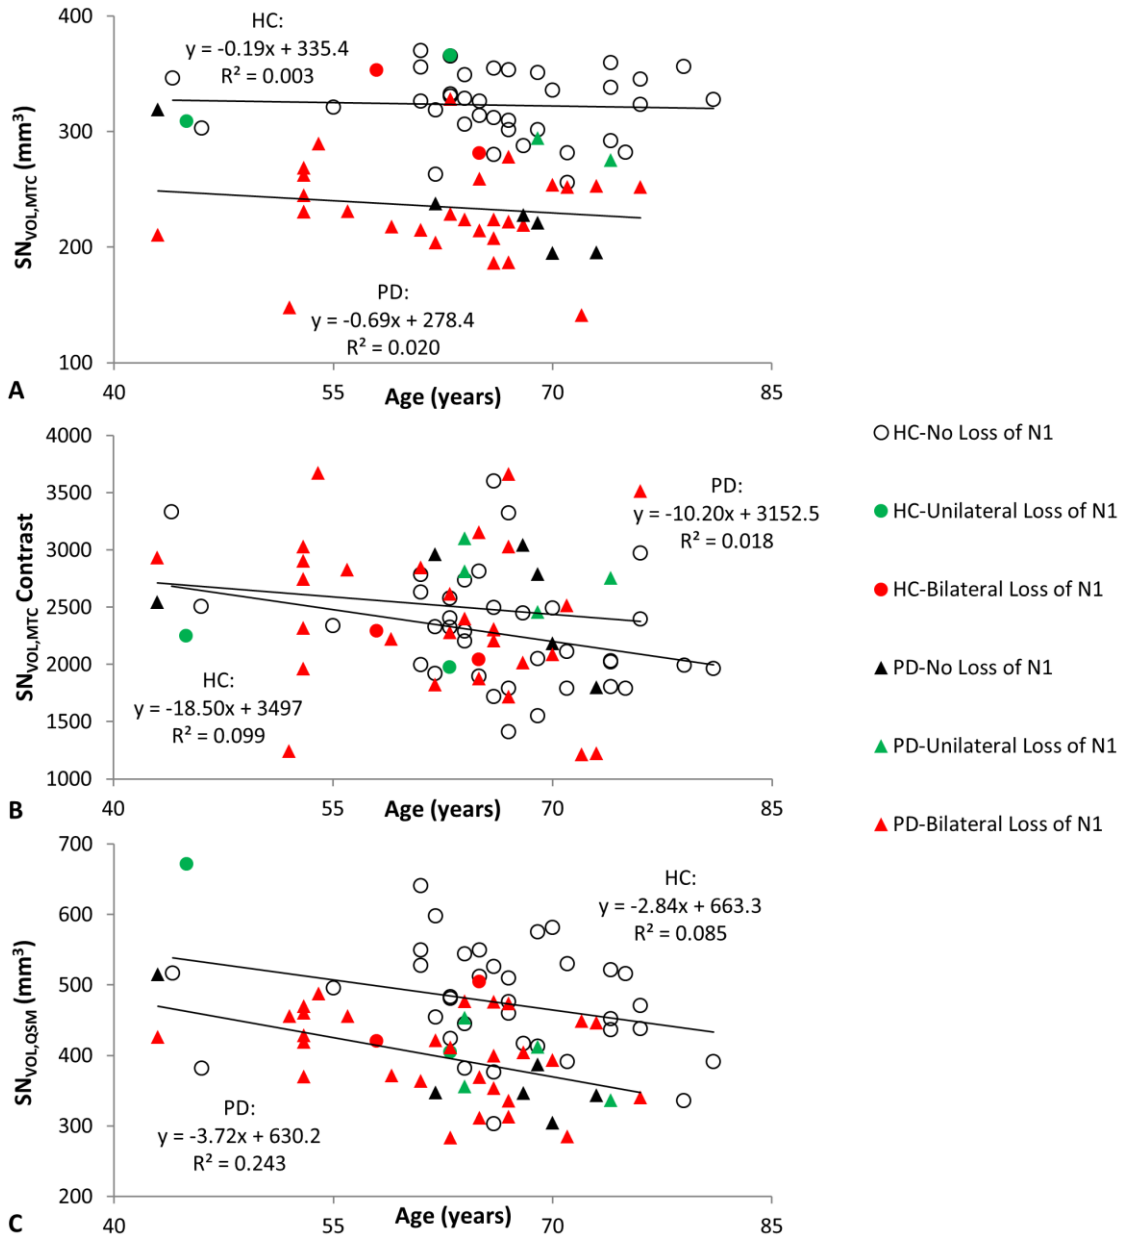 400
300
200
100
SN_VOL,MTC (mm³)
HC:
y = -0.19x + 335.4
R² = 0.003
PD:
y = -0.69x + 278.4
R² = 0.020
40
55
70
85
Age (years)
A
4000
3500
3000
2500
2000
1500
1000
SN_VOL,MTC Contrast
PD:
y = -10.20x + 3152.5
R² = 0.018
HC:
y = -18.50x + 3497
R² = 0.099
40
55
70
85
Age (years)
B
700
600
500
400
300
200
SN_VOL,QSM (mm³)
HC:
y = -2.84x + 663.3
R² = 0.085
PD:
y = -3.72x + 630.2
R² = 0.243
40
55
70
85
Age (years)
C
HC-No Loss of N1
HC-Unilateral Loss of N1
HC-Bilateral Loss of N1
PD-No Loss of N1
PD-Unilateral Loss of N1
PD-Bilateral Loss of N1